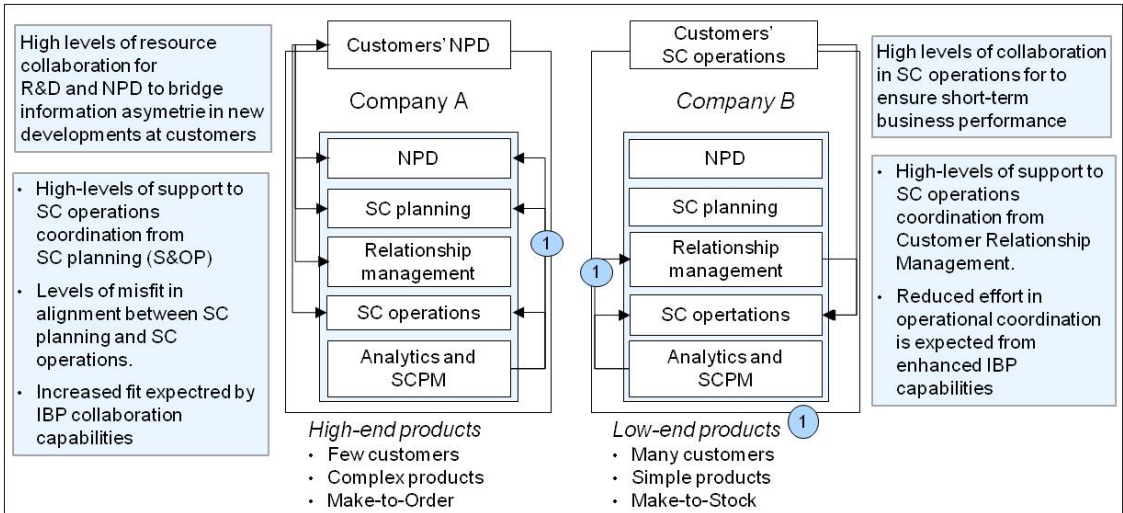 High levels of resource
collaboration for
R&D and NPD to bridge
information asymetrie in new
developments at customers
• High-levels of support to
SC operations
coordination from
SC planning (S&OP)
• Levels of misfit in
alignment between SC
planning and SC
operations.
• Increased fit expectred by
IBP collaboration
capabilities
Customers' NPD
Company A
NPD
SC planning
Relationship
management
SC operations
Analytics and
SCPM
1
High-end products
• Few customers
• Complex products
• Make-to-Order
Customers'
SC operations
Company B
NPD
SC planning
Relationship
management
SC opertations
Analytics and
SCPM
1
1
Low-end products
• Many customers
• Simple products
• Make-to-Stock
High levels of collaboration
in SC operations for to
ensure short-term
business performance
• High-levels of support to
SC operations
coordination from
Customer Relationship
Management.
• Reduced effort in
operational coordination
is expected from
enhanced IBP
capabilities